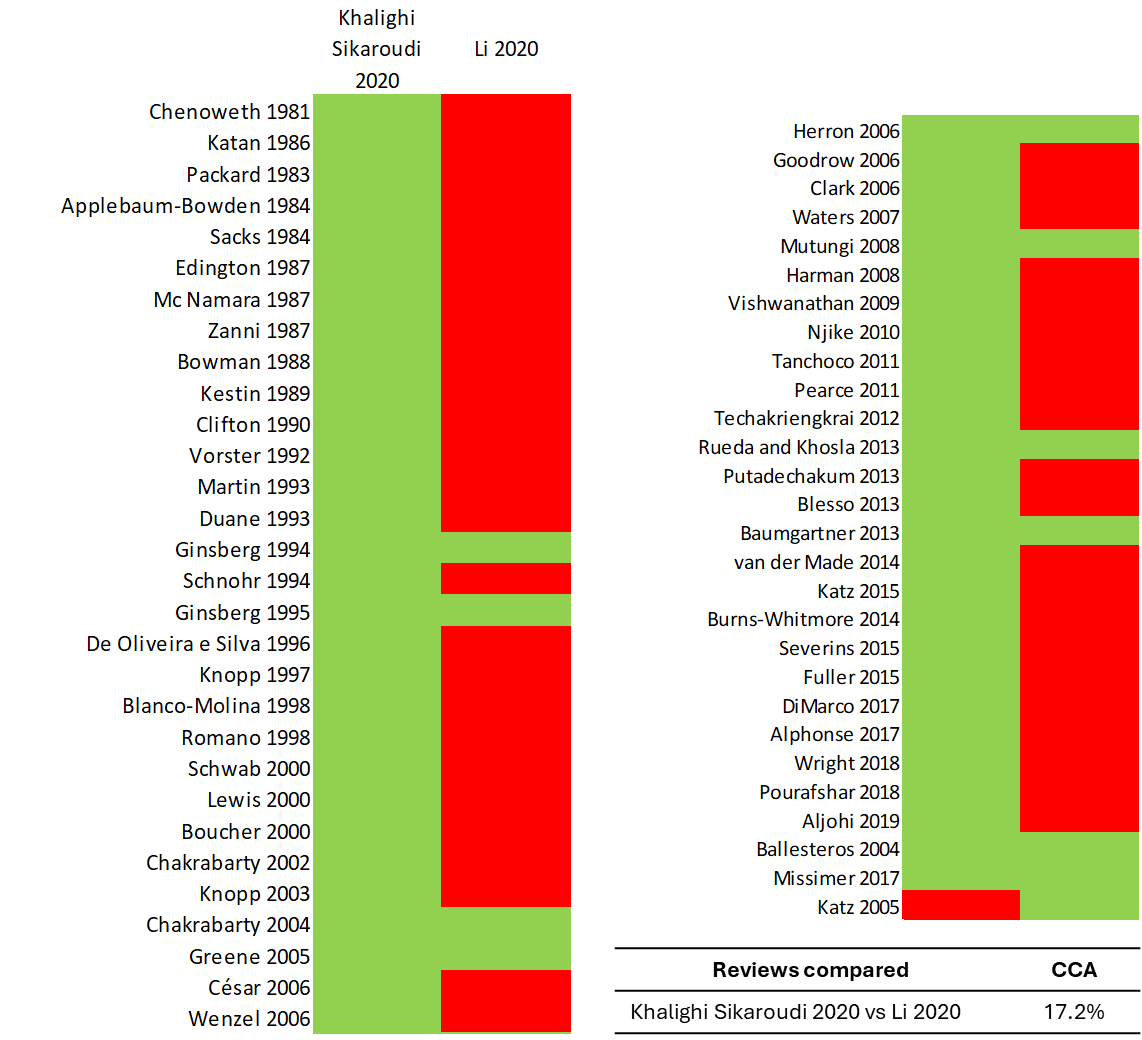 Khalighi
Sikaroudi
2020
Li 2020
Chenoweth 1981
Katan 1986
Packard 1983
Applebaum-Bowden 1984
Sacks 1984
Edington 1987
Mc Namara 1987
Zanni 1987
Bowman 1988
Kestin 1989
Clifton 1990
Vorster 1992
Martin 1993
Duane 1993
Ginsberg 1994
Schnohr 1994
Ginsberg 1995
De Oliveira e Silva 1996
Knopp 1997
Blanco-Molina 1998
Romano 1998
Schwab 2000
Lewis 2000
Boucher 2000
Chakrabarty 2002
Knopp 2003
Chakrabarty 2004
Greene 2005
César 2006
Wenzel 2006
Herron 2006
Goodrow 2006
Clark 2006
Waters 2007
Mutungi 2008
Harman 2008
Vishwanathan 2009
Njike 2010
Tanchoco 2011
Pearce 2011
Techakriengkrai 2012
Rueda and Khosla 2013
Putadechakum 2013
Blesso 2013
Baumgartner 2013
van der Made 2014
Katz 2015
Burns-Whitmore 2014
Severins 2015
Fuller 2015
DiMarco 2017
Alphonse 2017
Wright 2018
Pourafshar 2018
Aljohi 2019
Ballesteros 2004
Missimer 2017
Katz 2005
Reviews compared CCA
Khalighi Sikaroudi 2020 vs Li 2020 17.2%